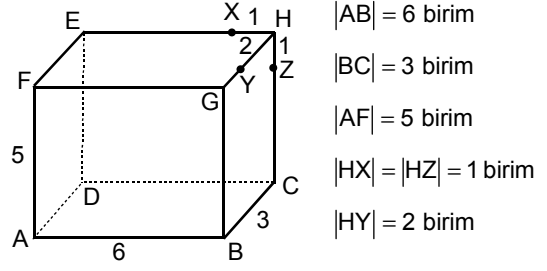 X 1 H
E
2 1
Z
F
Y
G
5
D
C
3
A
6
B
|AB| = 6 birim
|BC| = 3 birim
|AF| = 5 birim
|HX| = |HZ| = 1 birim
|HY| = 2 birim